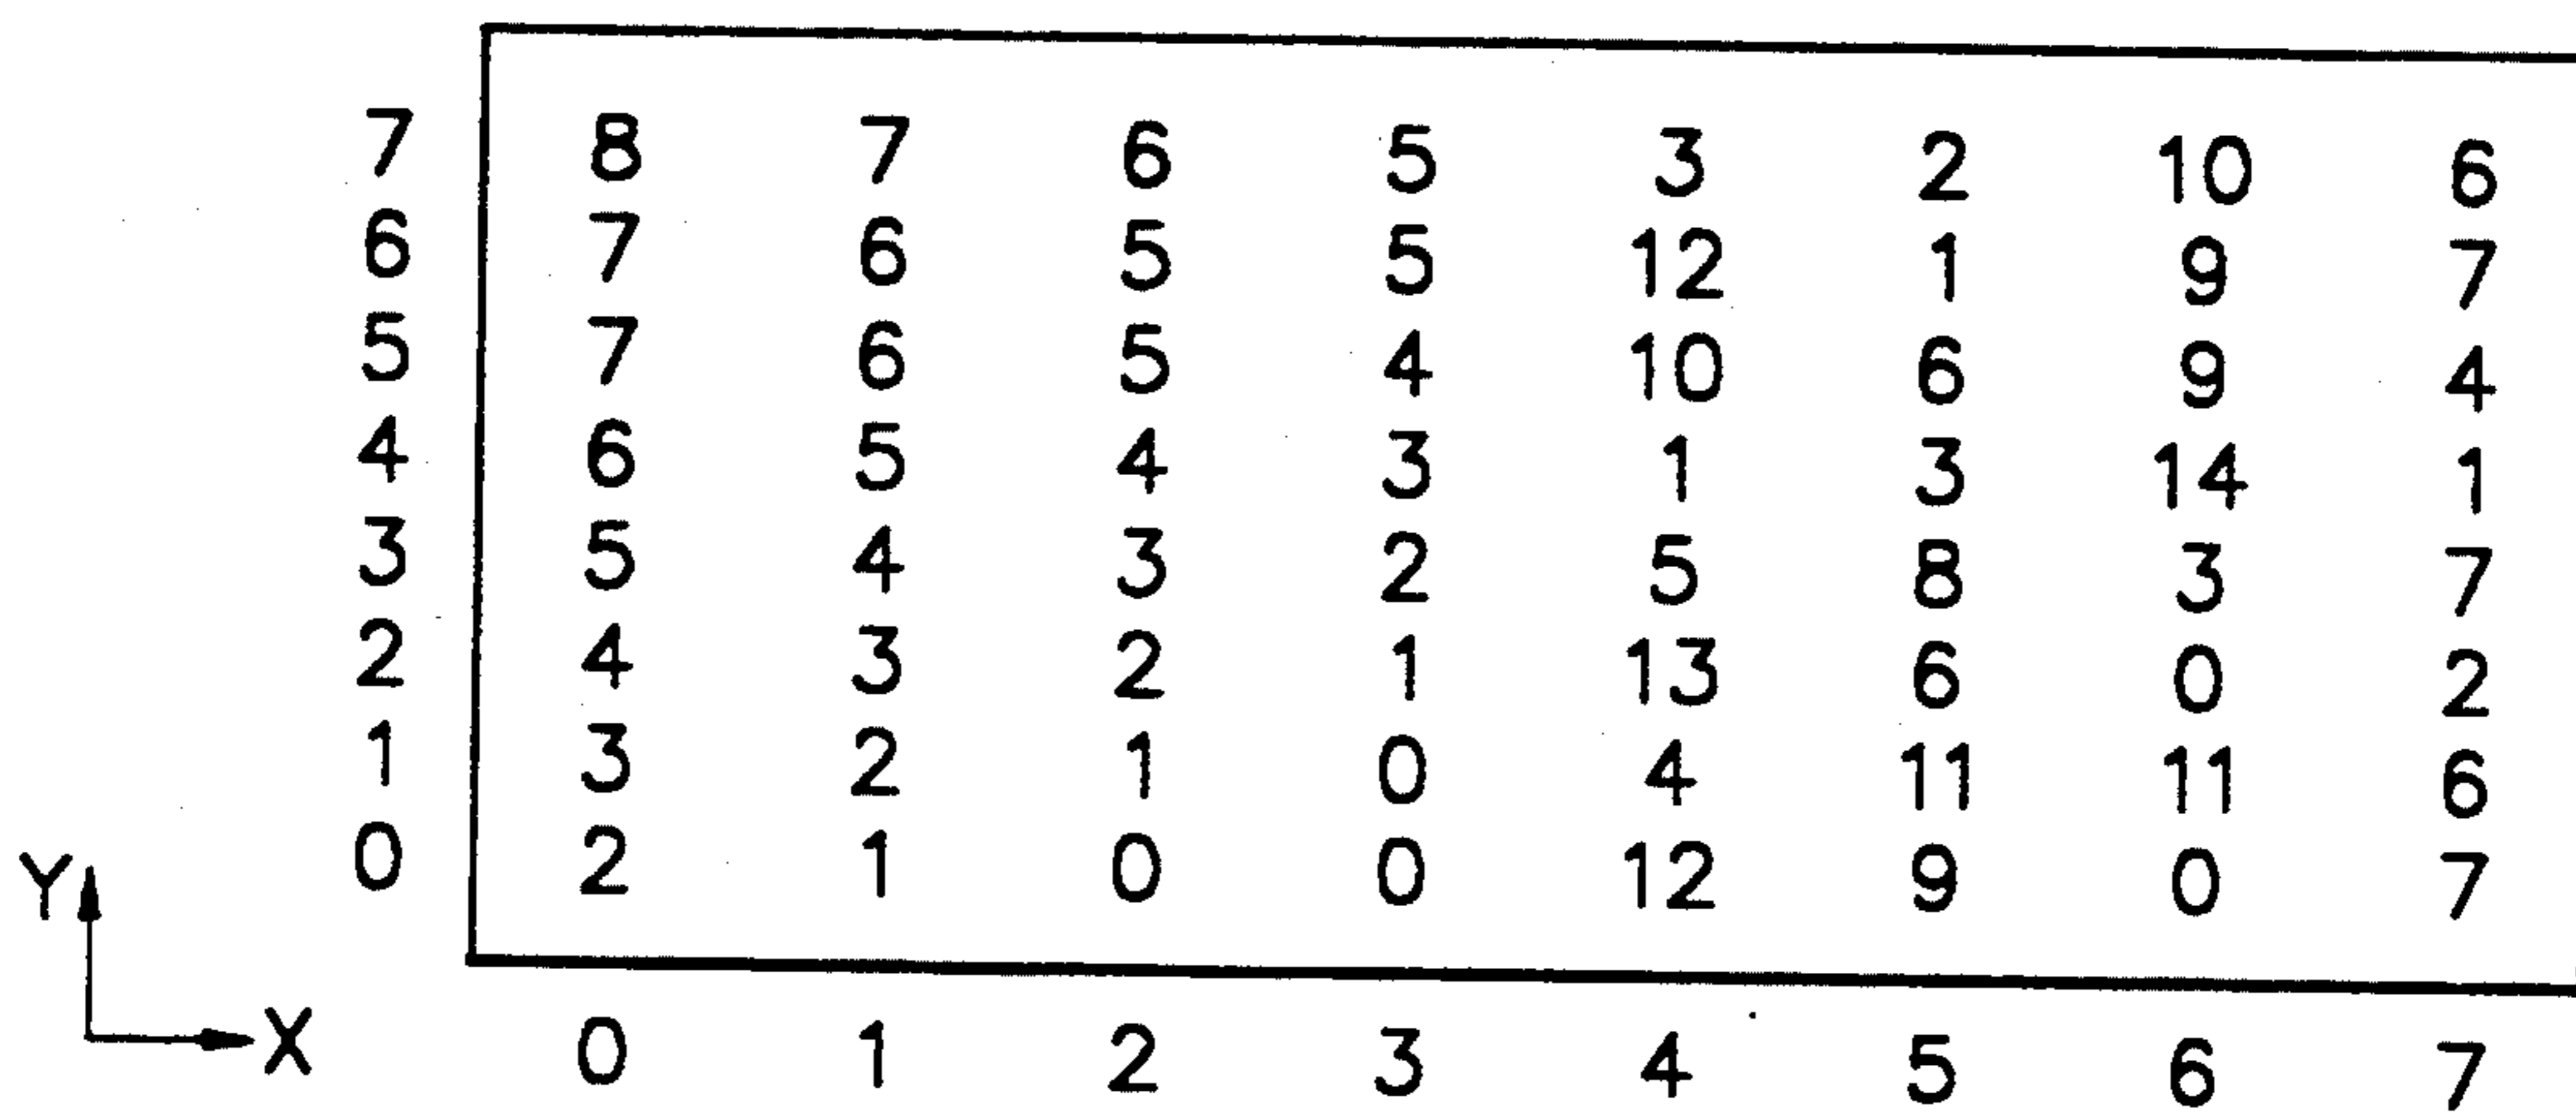 7 8 7 6 5 3 2 10 6
6 7 6 5 5 12 1 9 7
5 7 6 5 4 10 6 9 4
4 6 5 4 3 1 3 14 1
3 5 4 3 2 5 8 3 7
2 4 3 2 1 13 6 0 2
1 3 2 1 0 4 11 11 6
0 2 1 0 0 12 9 0 7
Y
X
0 1 2 3 4 5 6 7